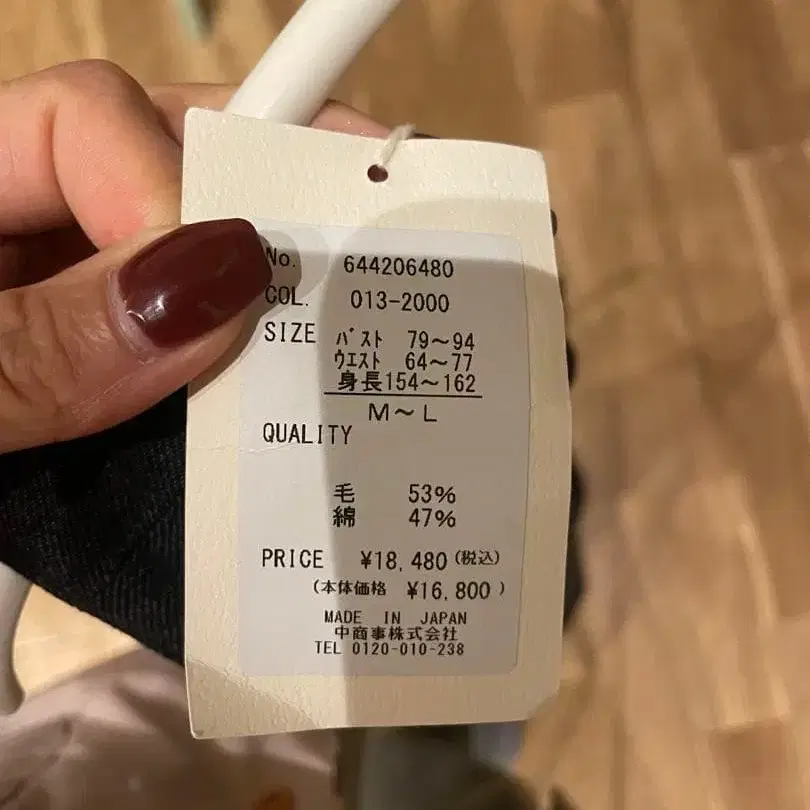 No. 644206480
COL. 013-2000
SIZE バスト 79～94
ウエスト 64～77
身長154～162
M～L
QUALITY
毛 53%
綿 47%
PRICE ¥18,480(税込)
(本体価格 ¥16,800)
MADE IN JAPAN
中商事株式会社
TEL 0120-010-238